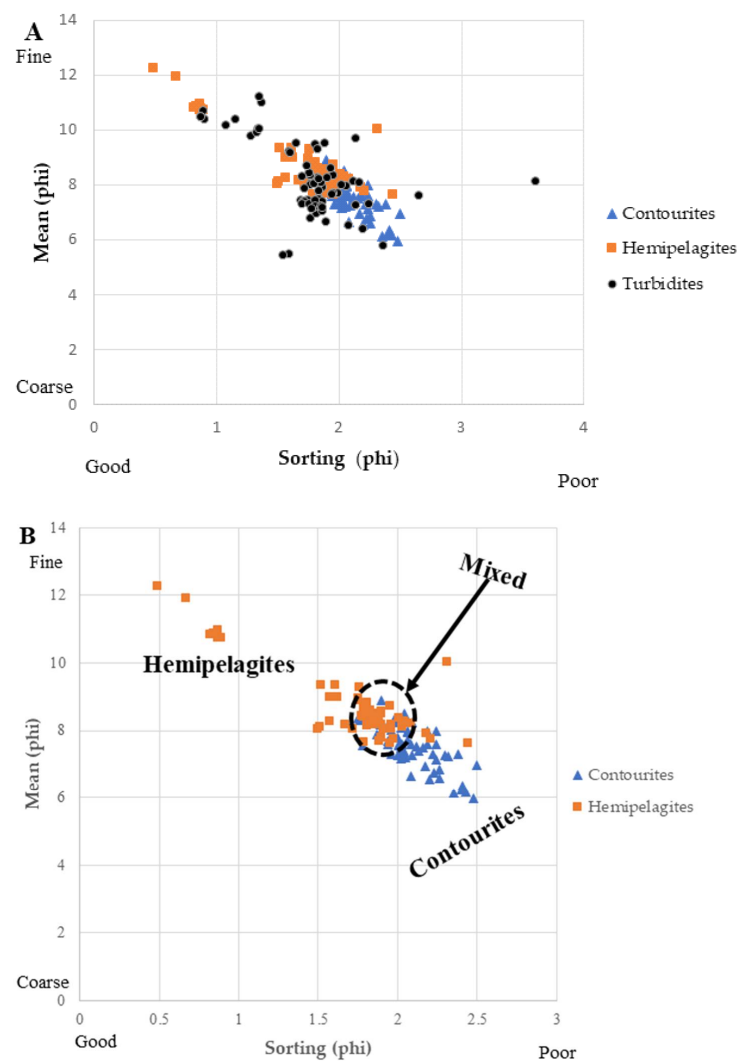 A
14
Fine
12
10
8
6
4
2
Coarse
0
Mean (phi)
0 1 2 3 4
Good
Sorting (phi)
Poor
Contourites
Hemipelagites
Turbidites
B
14
Fine
12
10
8
6
4
2
Coarse
0
Mean (phi)
Mixed
Hemipelagites
Contourites
0 0.5 1 1.5 2 2.5 3
Good
Sorting (phi)
Poor
Contourites
Hemipelagites